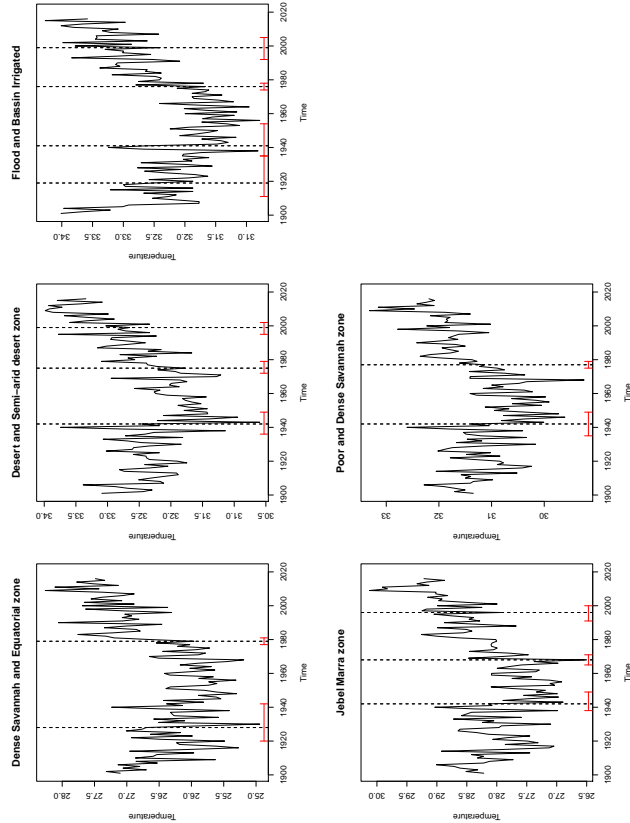 Dense Savannah and Equatorial zone
Temperature
28.0
27.5
27.0
26.5
26.0
25.5
25.0
1900 1920 1940 1960 1980 2000 2020
Time
Desert and Semi−arid desert zone
Temperature
34.0
33.5
33.0
32.5
32.0
31.5
31.0
30.5
1900 1920 1940 1960 1980 2000 2020
Time
Flood and Bassin Irrigated
Temperature
34.0
33.5
33.0
32.5
32.0
31.5
31.0
1900 1920 1940 1960 1980 2000 2020
Time
Jebel Marra zone
Temperature
30.0
29.5
29.0
28.5
28.0
27.5
27.0
26.5
1900 1920 1940 1960 1980 2000 2020
Time
Poor and Dense Savannah zone
Temperature
33
32
31
30
1900 1920 1940 1960 1980 2000 2020
Time